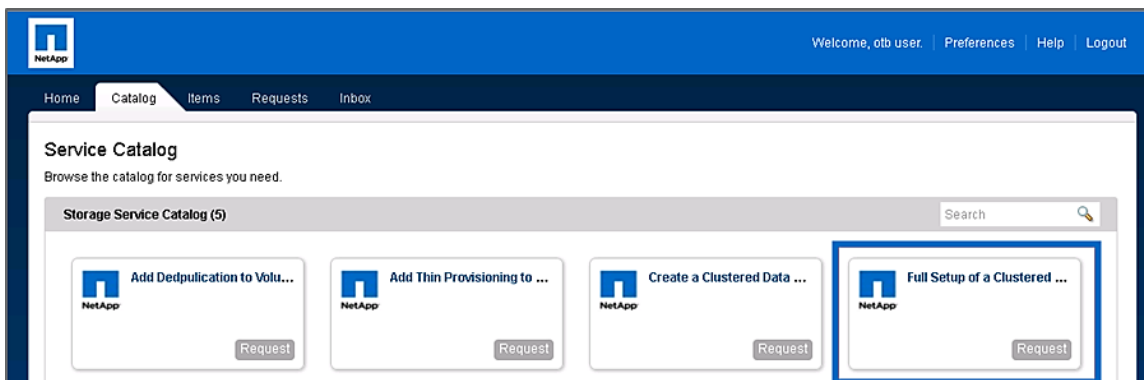 NetApp
Welcome, otb user. Preferences Help Logout
Home Catalog Items Requests Inbox
Service Catalog
Browse the catalog for services you need.
Storage Service Catalog (5) Search
Add Dedpulication to Volu...
NetApp
Request
Add Thin Provisioning to ...
NetApp
Request
Create a Clustered Data ...
NetApp
Request
Full Setup of a Clustered ...
NetApp
Request